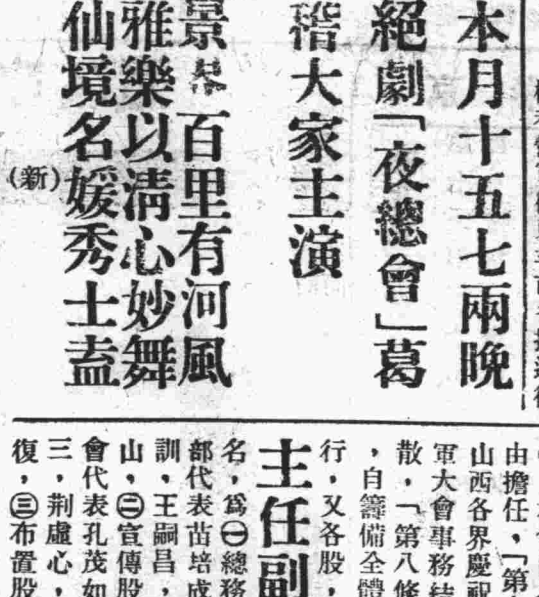 本月十五七兩晚
絕劇「夜總會」葛
稽大家主演
景 百里有河風
雅樂以淸心妙舞
仙境名媛秀士盍
(新)
由擔任，「第
山西各界慶祝
軍大會事務結
散，「第八條
，自籌備全體
行，又各股，
主任副
名，爲㊀總務
部代表苗培成
訓，王嗣昌，
山，㊁宣傳股
會代表孔茂如
三，荆虛心，
復，㊂布置股